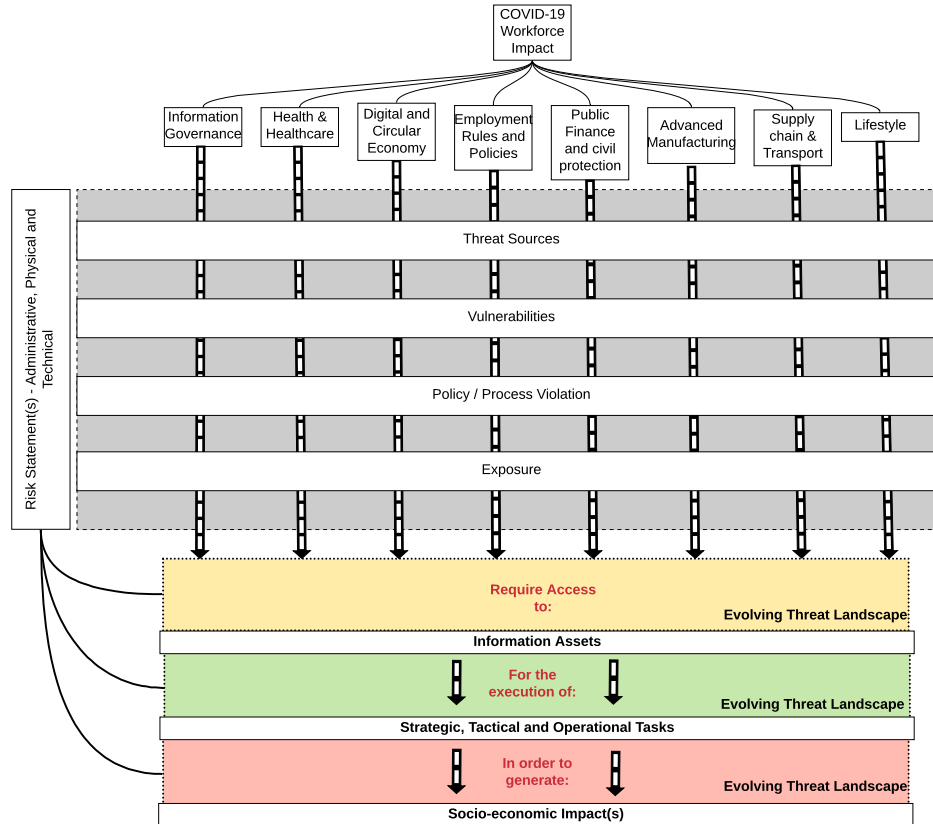 COVID-19
Workforce
Impact
Information
Governance
Health &
Healthcare
Digital and
Circular
Economy
Employment
Rules and
Policies
Public
Finance
and civil
protection
Advanced
Manufacturing
Supply
chain &
Transport
Lifestyle
Risk Statement(s) - Administrative, Physical and
Technical
Threat Sources
Vulnerabilities
Policy / Process Violation
Exposure
Require Access
to:
Evolving Threat Landscape
Information Assets
For the
execution of:
Evolving Threat Landscape
Strategic, Tactical and Operational Tasks
In order to
generate:
Evolving Threat Landscape
Socio-economic Impact(s)